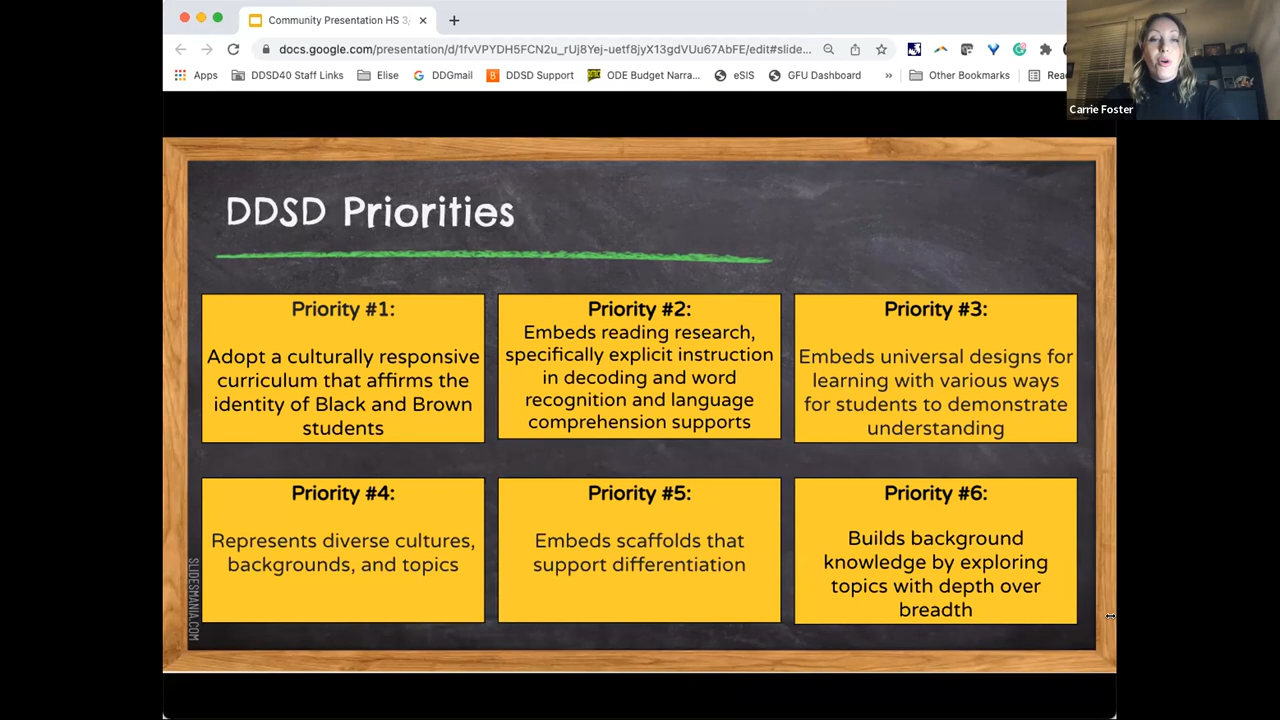 Community Presentation HS 3,
docs.google.com/presentation/d/1fvVPYDH5FCN2u_rUj8Yej-uetf8jyX13gdVUu67AbFE/edit#slide...
Apps
DDSD40 Staff Links
Elise
DDGmail
DDSD Support
ODE Budget Narra...
eSIS
GFU Dashboard
»
Other Bookmarks
Rea
Carrie Foster
DDSD Priorities
Priority #1:
Adopt a culturally responsive
curriculum that affirms the
identity of Black and Brown
students
Priority #2:
Embeds reading research,
specifically explicit instruction
in decoding and word
recognition and language
comprehension supports
Priority #3:
Embeds universal designs for
learning with various ways
for students to demonstrate
understanding
Priority #4:
Represents diverse cultures,
backgrounds, and topics
Priority #5:
Embeds scaffolds that
support differentiation
Priority #6:
Builds background
knowledge by exploring
topics with depth over
breadth
SLIDESMANIA.COM